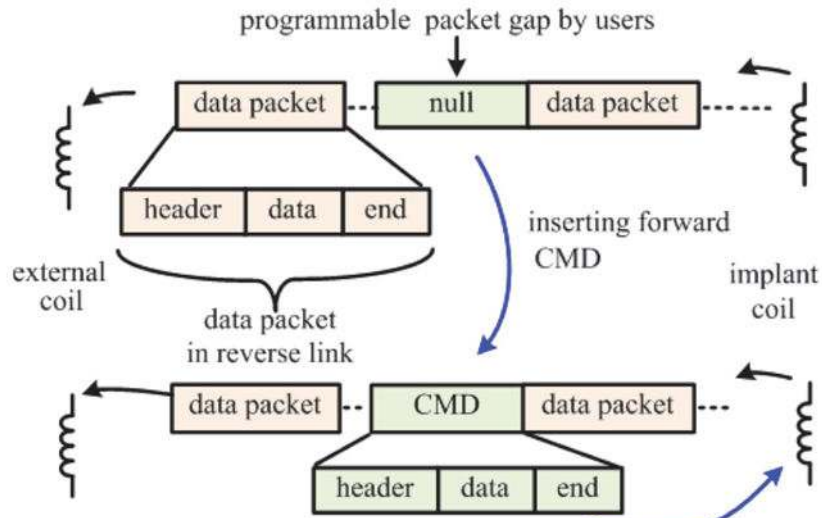 programmable packet gap by users
data packet null data packet
header data end
inserting forward
CMD
external
coil
implant
coil
data packet
in reverse link
data packet CMD data packet
header data end